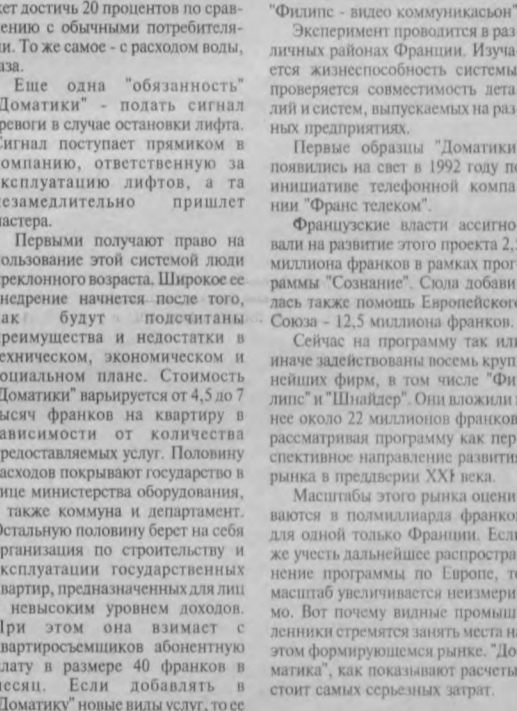 жет достичь 20 процентов по срав-
нению с обычными потребителя-
ми. То же самое - с расходом воды,
газа.
Еще одна "обязанность"
"Доматики" - подать сигнал
тревоги в случае остановки лифта.
Сигнал поступает прямиком в
компанию, ответственную за
эксплуатацию лифтов, а та
незамедлительно пришлет
мастера.
Первыми получают право на
пользование этой системой люди
преклонного возраста. Широкое ее
внедрение начнется после того,
как будут подсчитаны
преимущества и недостатки в
техническом, экономическом и
социальном плане. Стоимость
"Доматики" варьируется от 4,5 до 7
тысяч франков на квартиру в
зависимости от количества
предоставляемых услуг. Половину
расходов покрывают государство в
лице министерства оборудования,
а также коммуна и департамент.
Остальную половину берет на себя
организация по строительству и
эксплуатации государственных
квартир, предназначенных для лиц
с невысоким уровнем доходов.
При этом она взимает с
квартиросъемщиков абонентную
плату в размере 40 франков в
месяц. Если добавлять в
"Доматику" новые виды услуг, то ее
"Филипс - видео коммуникасьон"
Эксперимент проводится в раз-
личных районах Франции. Изуча-
ется жизнеспособность системы,
проверяется совместимость дета-
лий и систем, выпускаемых на раз-
ных предприятиях.
Первые образцы "Доматики"
появились на свет в 1992 году по
инициативе телефонной компа-
нии "Франс телеком".
Французские власти ассигно-
вали на развитие этого проекта 2,5
миллиона франков в рамках прог-
раммы "Сознание". Сюда добави-
лась также помощь Европейского
Союза - 12,5 миллиона франков.
Сейчас на программу так или
иначе задействованы восемь круп-
нейших фирм, в том числе "Фи-
липс" и "Шнайдер". Они вложили в
нее около 22 миллионов франков,
рассматривая программу как пер-
спективное направление развития
рынка в преддверии XXI века.
Масштабы этого рынка оцени-
ваются в полмиллиарда франков
для одной только Франции. Если
же учесть дальнейшее распростра-
нение программы по Европе, то
масштаб увеличивается неизмери-
мо. Вот почему видные промыш-
ленники стремятся занять места на
этом формирующемся рынке. "До-
матика", как показывают расчеты,
стоит самых серьезных затрат.